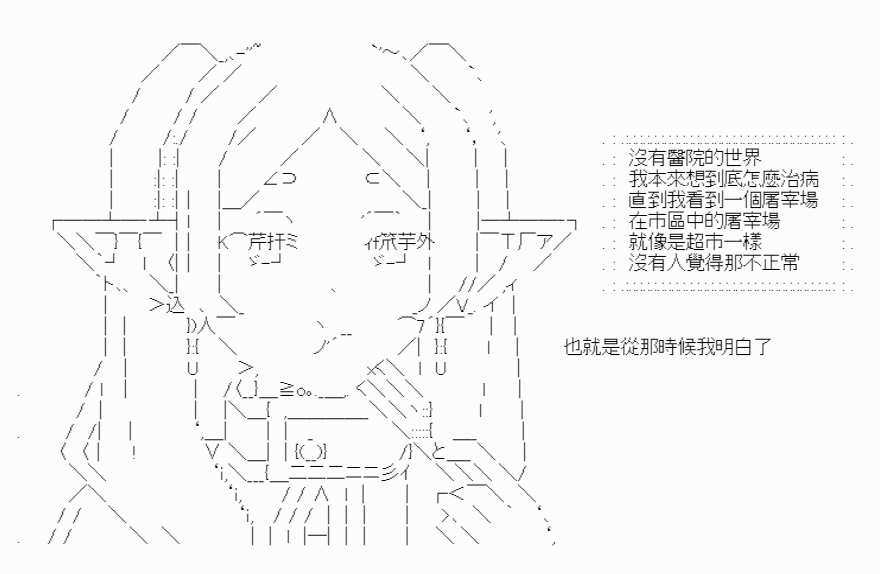 沒有醫院的世界
我本來想到底怎麼治病
直到我看到一個屠宰場
在市區中的屠宰場
就像是超市一樣
沒有人覺得那不正常
也就是從那時候我明白了